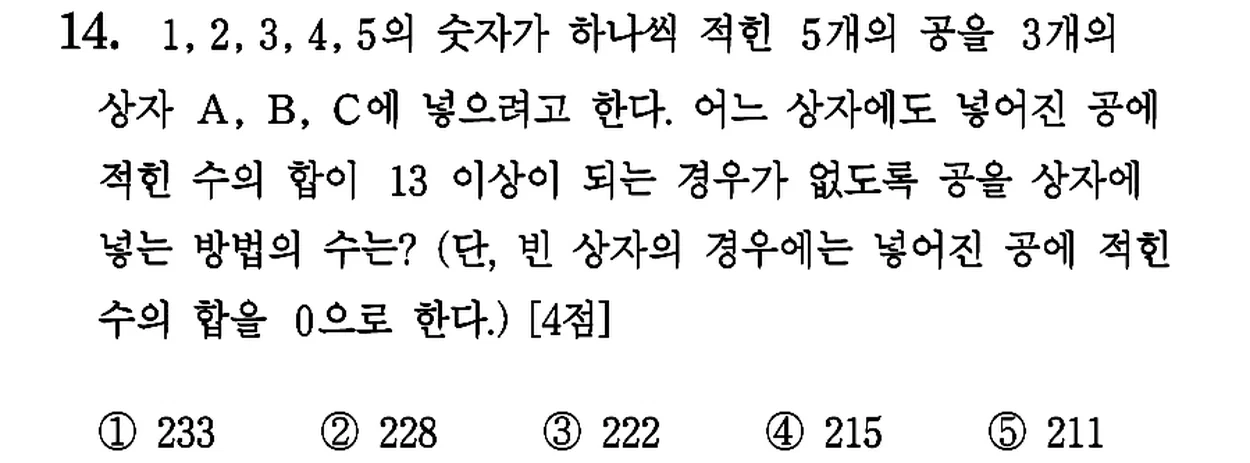 14. 1, 2, 3, 4, 5의 숫자가 하나씩 적힌 5개의 공을 3개의
상자 A, B, C에 넣으려고 한다. 어느 상자에도 넣어진 공에
적힌 수의 합이 13 이상이 되는 경우가 없도록 공을 상자에
넣는 방법의 수는? (단, 빈 상자의 경우에는 넣어진 공에 적힌
수의 합을 0으로 한다.) [4점]
① 233 ② 228 ③ 222 ④ 215 ⑤ 211